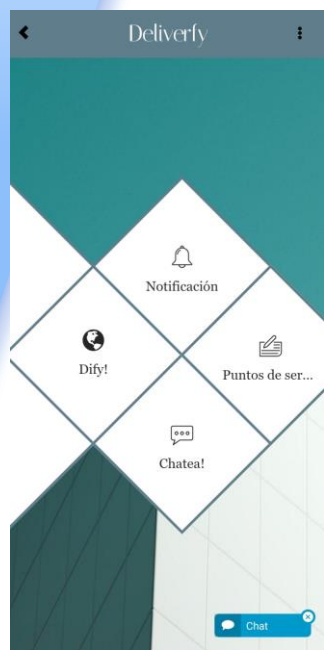 Deliverfy
Notificación
Dify!
Puntos de ser...
Chatea!
Chat